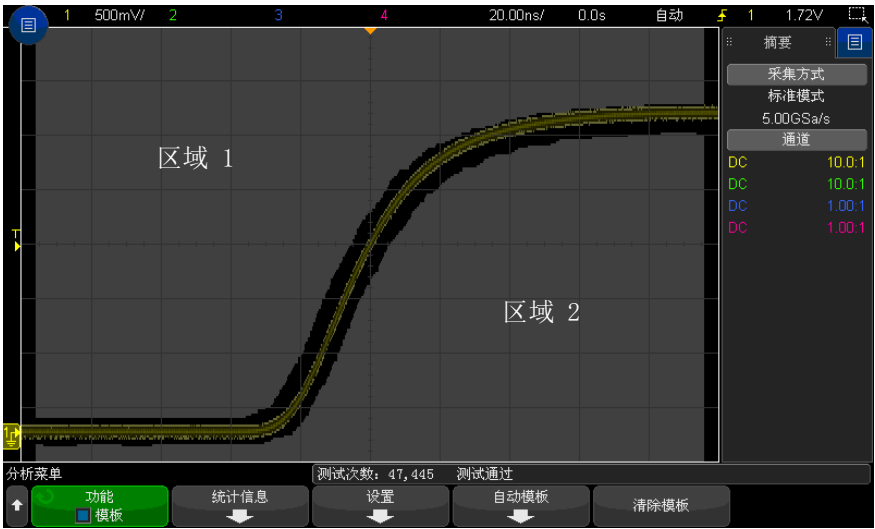 1 500mV/ 2 3 4 20.00ns/ 0.0s 自动 1 1.72V
摘要
采集方式
标准模式
5.00GSa/s
通道
DC 10.0:1
DC 10.0:1
DC 1.00:1
DC 1.00:1
区域 1
T
区域 2
1
分析菜单 测试次数: 47,445 测试通过
功能 统计信息 设置 自动模板 清除模板
模板